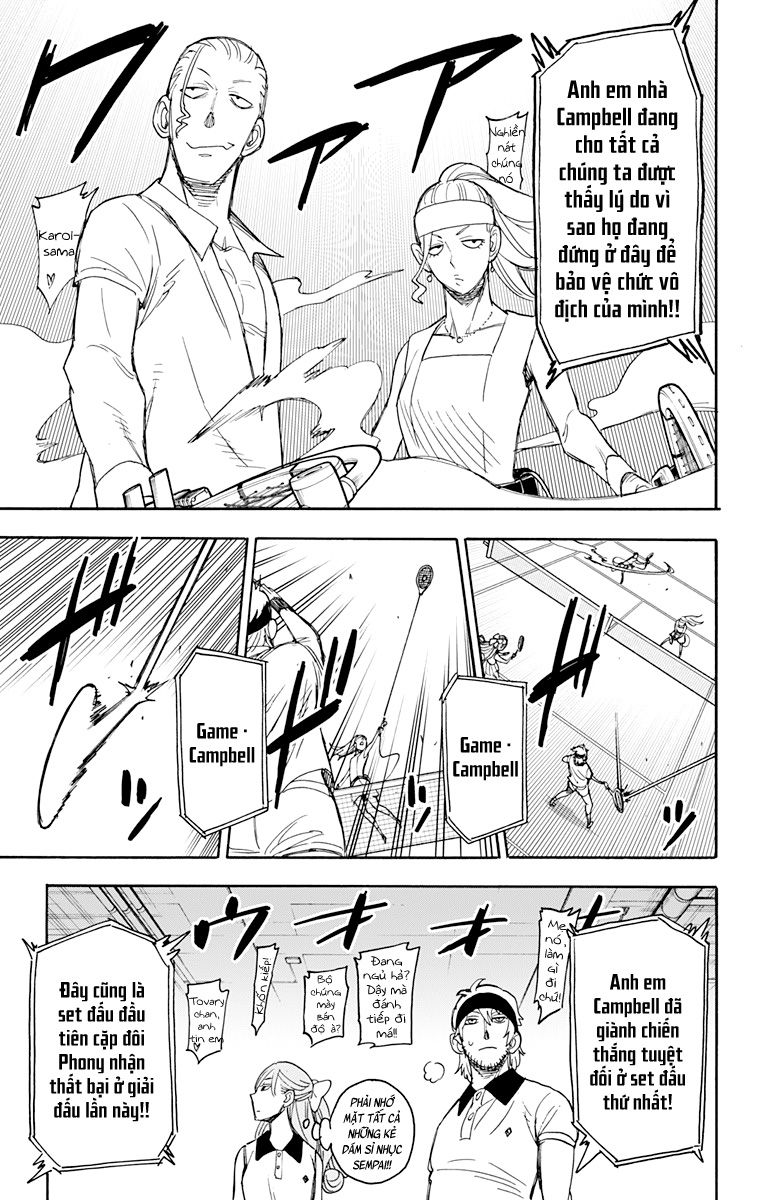 ワアア
Anh em nhà
Campbell đang
cho tất cả
chúng ta được
thấy lý do vì
sao họ đang
đứng ở đây để
bảo vệ chức vô
địch của mình!!
Nghiền
nát
chúng
nó
Karol-
sama
Game ·
Campbell
Game ·
Campbell
Anh em
Campbell đã
giành chiến
thắng tuyệt
đối ở set đấu
thứ nhất!
Mẹ
nó,
làm
gì đi
chứ!
Đang
ngủ hả?
Dậy mà
đánh
tiếp đi
má!!
Bộ
chúng
mày
bán
độ à?
Khốn kiếp!
Tovary
chan,
anh
tin em
PHẢI NHỚ
MẶT TẤT CẢ
NHỮNG KẺ
DÁM SỈ NHỤC
SEMPAI!!
Đây cũng là
set đấu đầu
tiên cặp đôi
Phony nhận
thất bại ở giải
đấu lần này!!